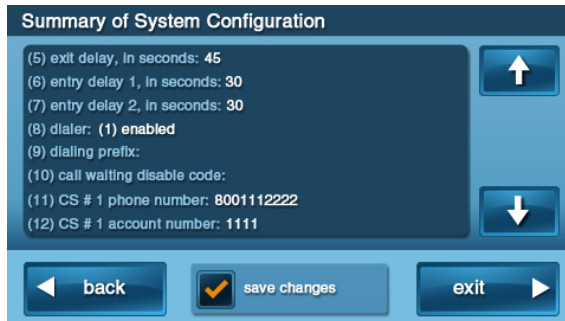 Summary of System Configuration
(5) exit delay, in seconds: 45
(6) entry delay 1, in seconds: 30
(7) entry delay 2, in seconds: 30
(8) dialer: (1) enabled
(9) dialing prefix:
(10) call waiting disable code:
(11) CS # 1 phone number: 8001112222
(12) CS # 1 account number: 1111
back
save changes
exit